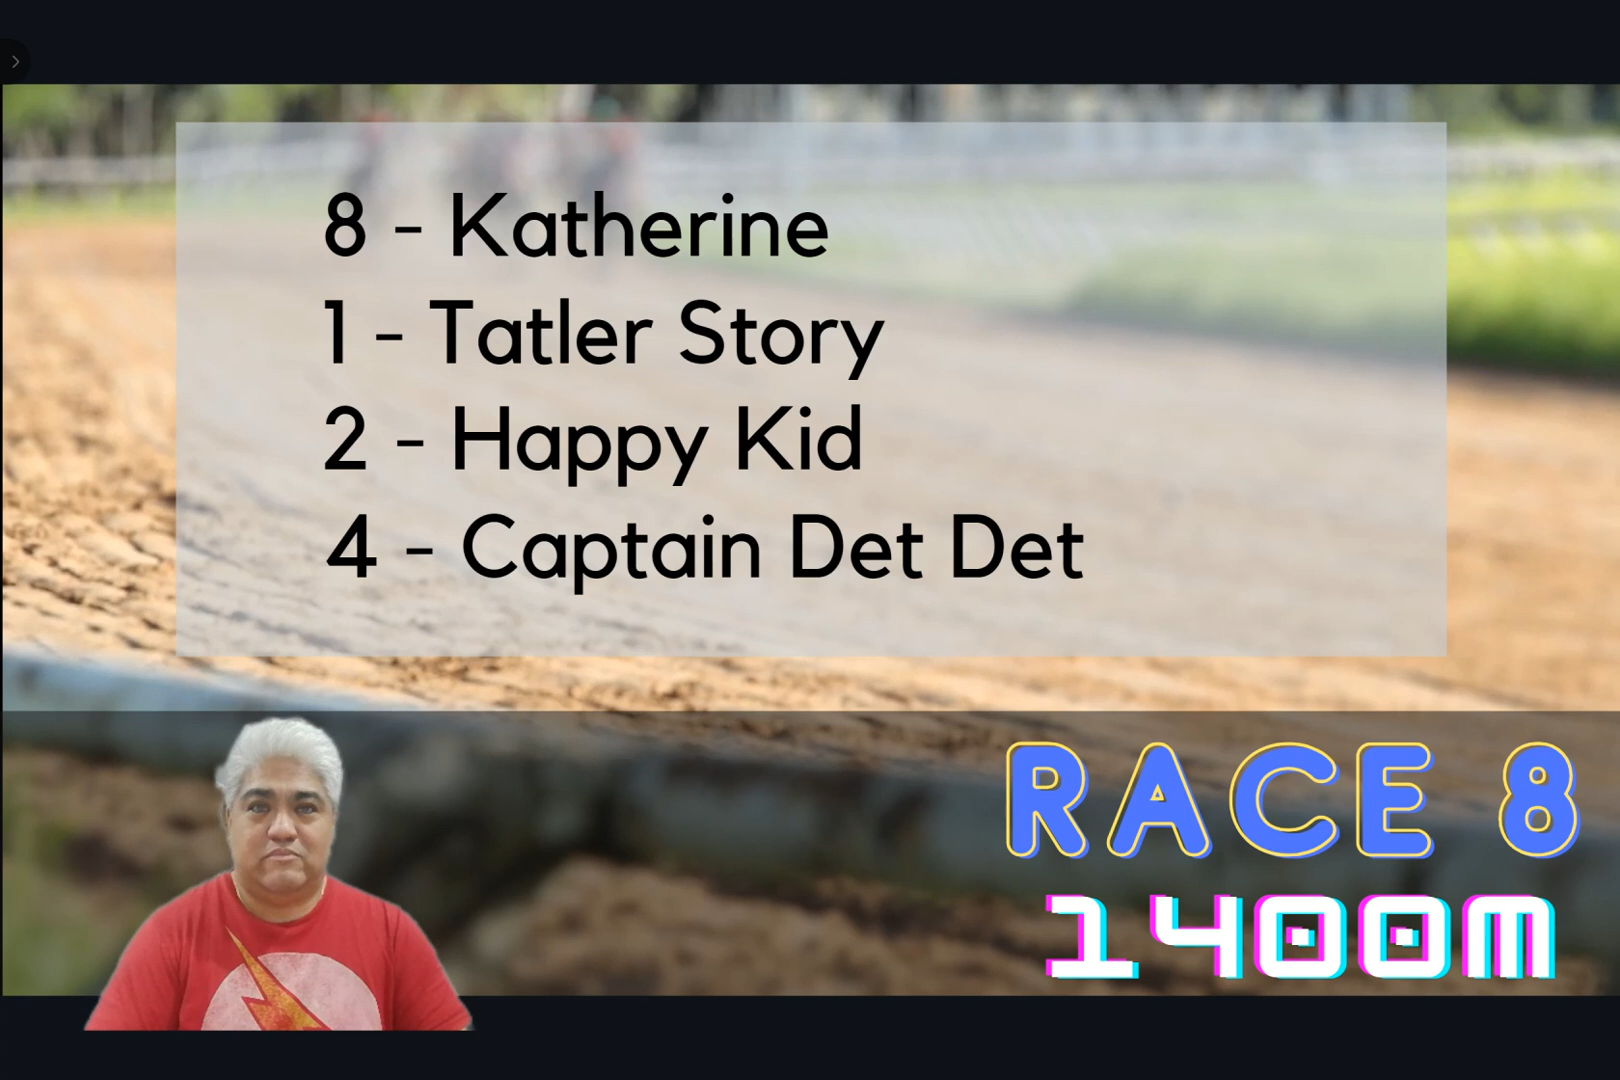 8 - Katherine
1 - Tatler Story
2 - Happy Kid
4 - Captain Det Det
RACE 8
1400M